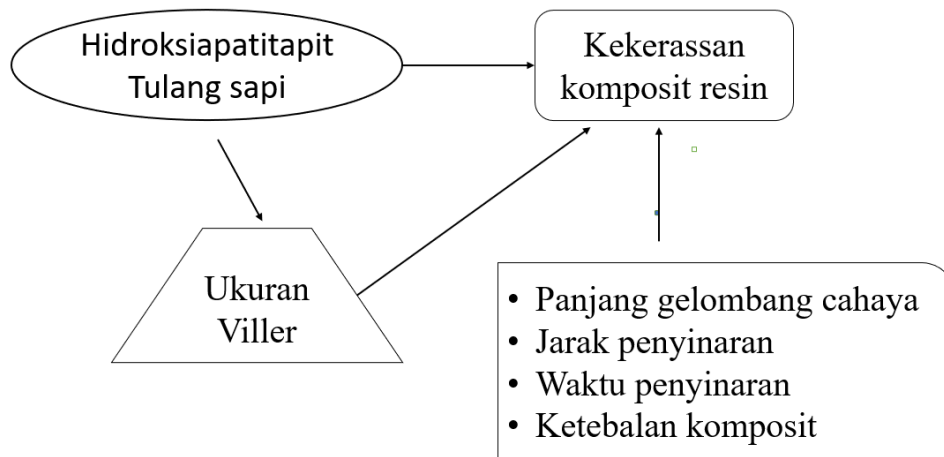 Hidroksiapatitapit
Tulang sapi
Kekerassan
komposit resin
Ukuran
Viller
• Panjang gelombang cahaya
• Jarak penyinaran
• Waktu penyinaran
• Ketebalan komposit